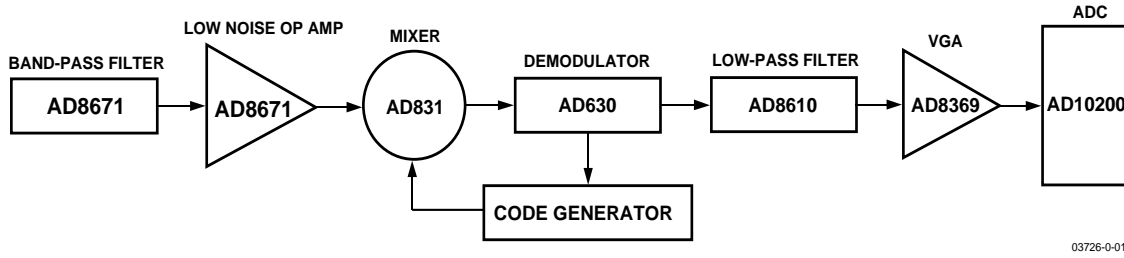 BAND-PASS FILTER
AD8671
LOW NOISE OP AMP
AD8671
MIXER
AD831
DEMODULATOR
AD630
CODE GENERATOR
LOW-PASS FILTER
AD8610
VGA
AD8369
ADC
AD10200
03726-0-01